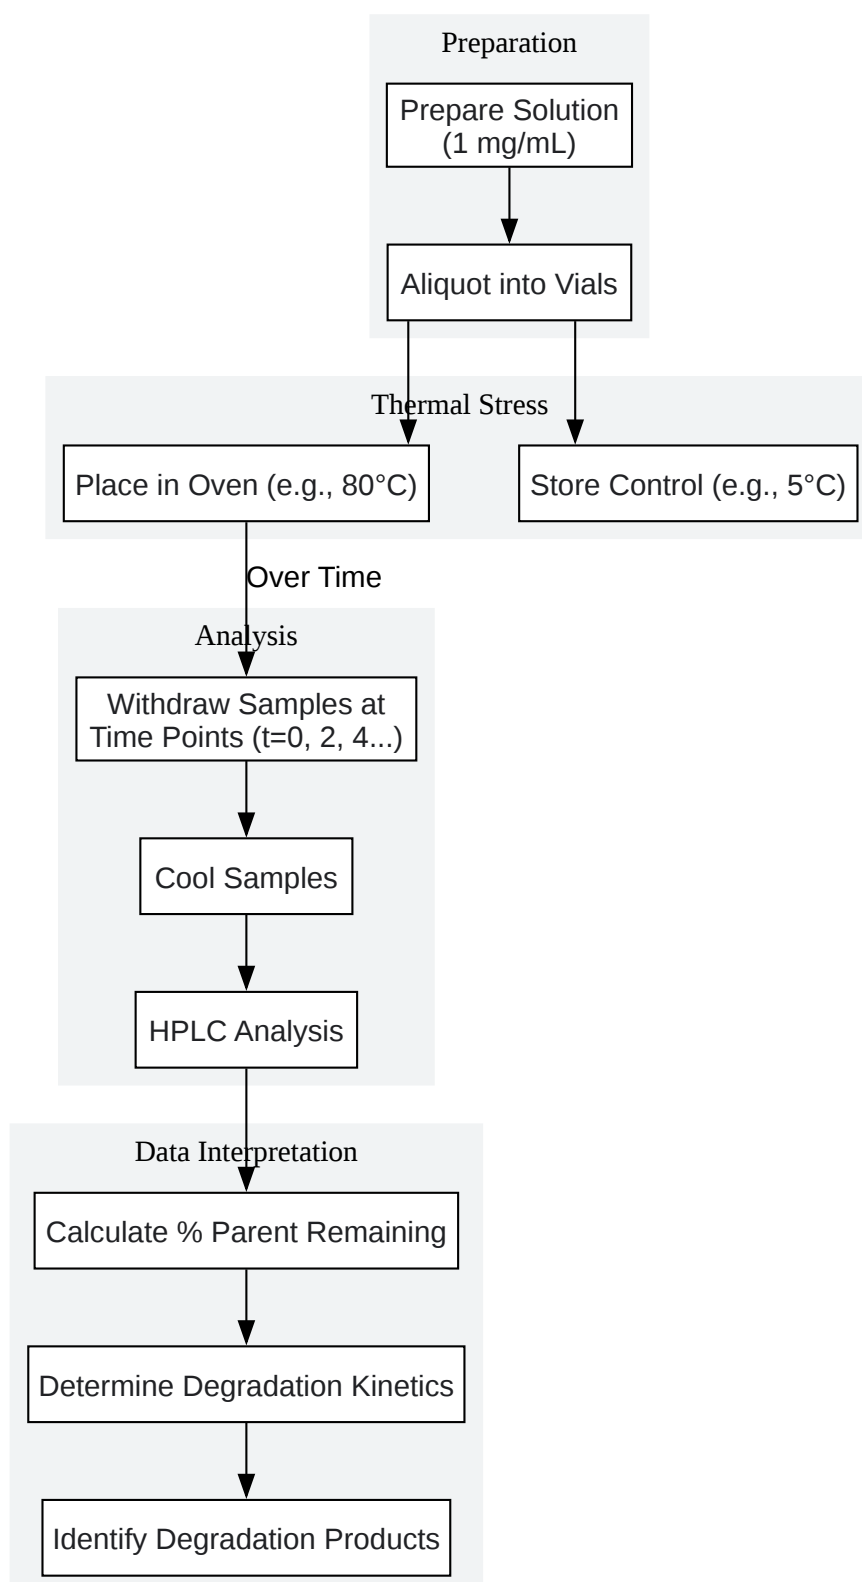 Preparation
Prepare Solution
(1 mg/mL)
Aliquot into Vials
Thermal Stress
Place in Oven (e.g., 80°C)
Store Control (e.g., 5°C)
Over Time
Analysis
Withdraw Samples at
Time Points (t=0, 2, 4...)
Cool Samples
HPLC Analysis
Data Interpretation
Calculate % Parent Remaining
Determine Degradation Kinetics
Identify Degradation Products